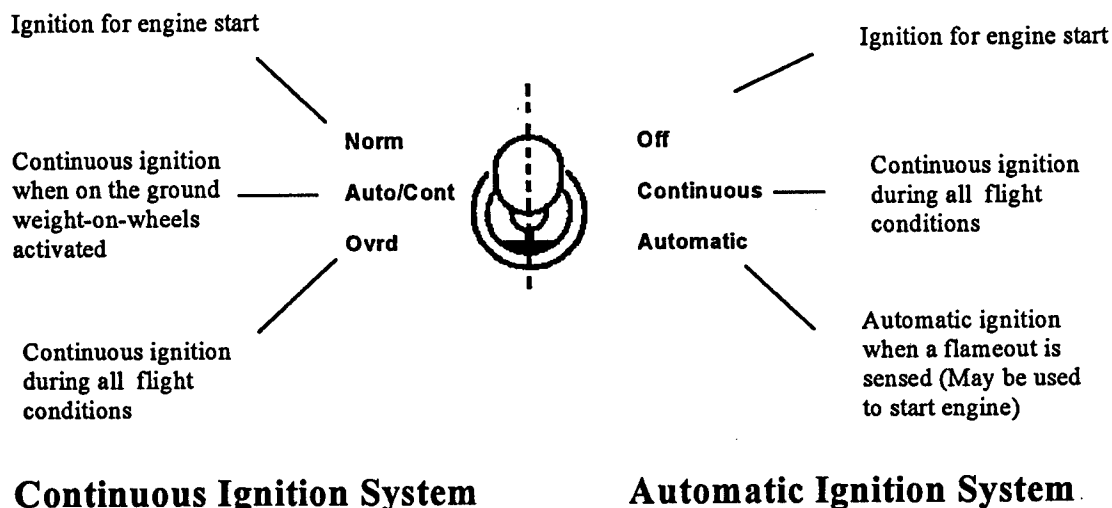 Ignition for engine start
Norm
Continuous ignition
when on the ground
weight-on-wheels
activated
Auto/Cont
Ovrd
Continuous ignition
during all flight
conditions
Continuous Ignition System
Ignition for engine start
Off
Continuous
Continuous ignition
during all flight
conditions
Automatic
Automatic ignition
when a flameout is
sensed (May be used
to start engine)
Automatic Ignition System